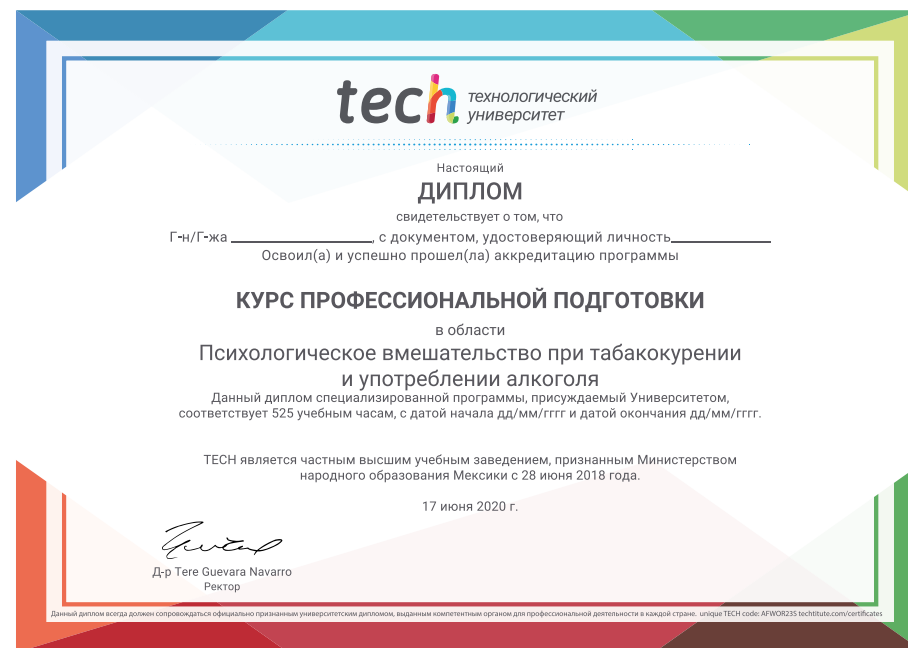 tech технологический
университет
Настоящий
ДИПЛОМ
свидетельствует о том, что
Г-н/Г-жа ____________, с документом, удостоверяющий личность____________
Освоил(а) и успешно прошел(ла) аккредитацию программы
КУРС ПРОФЕССИОНАЛЬНОЙ ПОДГОТОВКИ
в области
Психологическое вмешательство при табакокурении
и употреблении алкоголя
Данный диплом специализированной программы, присуждаемый Университетом,
соответствует 525 учебным часам, с датой начала дд/мм/гггг и датой окончания дд/мм/гггг.
TECH является частным высшим учебным заведением, признанным Министерством
народного образования Мексики с 28 июня 2018 года.
17 июня 2020 г.
Д-р Tere Guevara Navarro
Ректор
Данный диплом всегда должен сопровождаться официально признанным университетским дипломом, выданным компетентным органом для профессиональной деятельности в каждой стране. unique TECH code: AFWOR23S techtitute.com/certificates